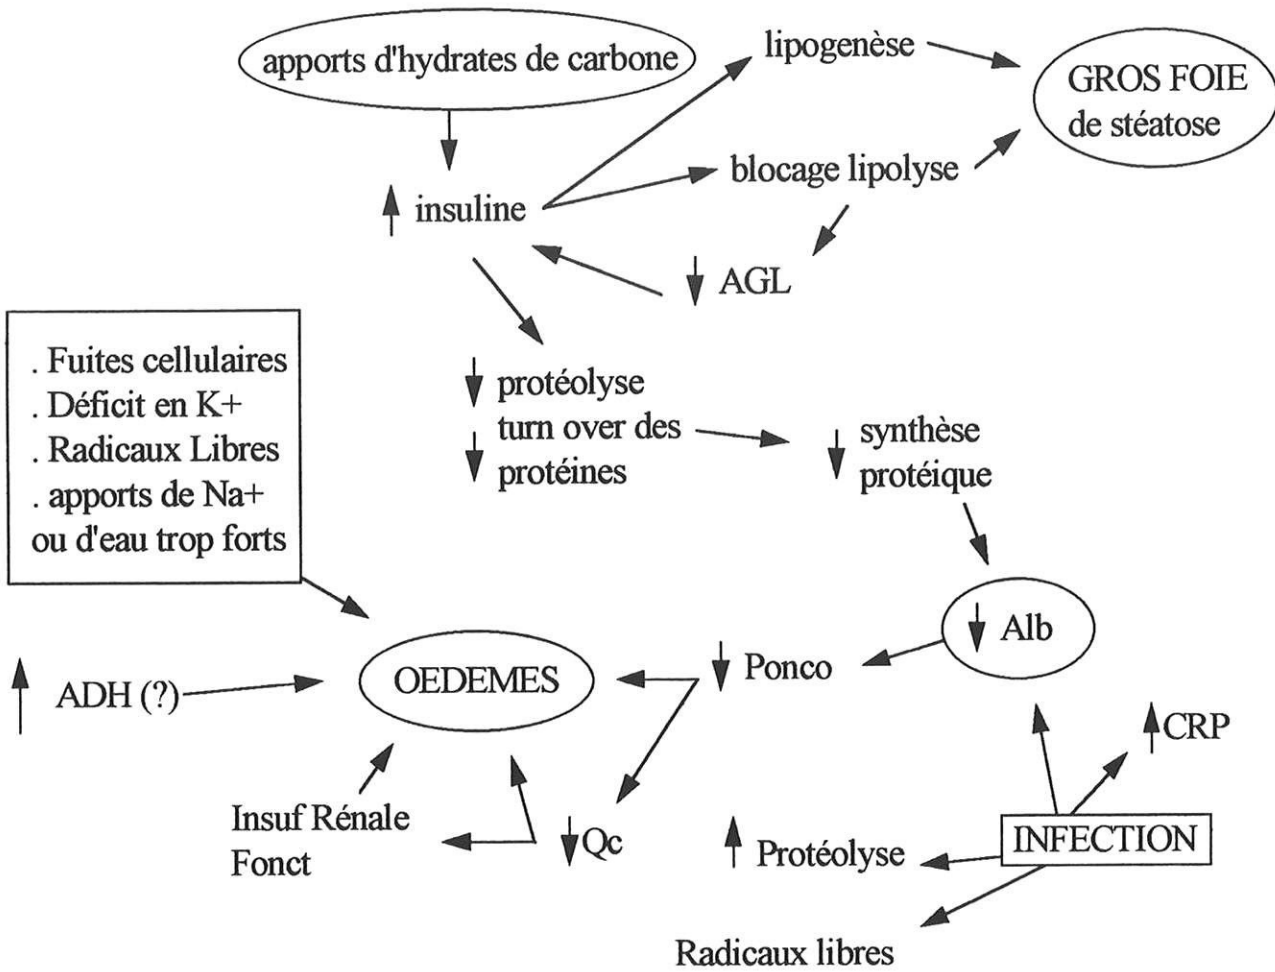 apports d'hydrates de carbone
lipogenèse
GROS FOIE
de stéatose
blocage lipolyse
insuline
AGL
. Fuites cellulaires
. Déficit en K+
. Radicaux Libres
. apports de Na+
ou d'eau trop forts
protéolyse
turn over des
protéines
synthèse
protéique
Alb
Ponco
OEDEMES
ADH (?)
CRP
Insuf Rénale
Fonct
Qc
Protéolyse
INFECTION
Radicaux libres